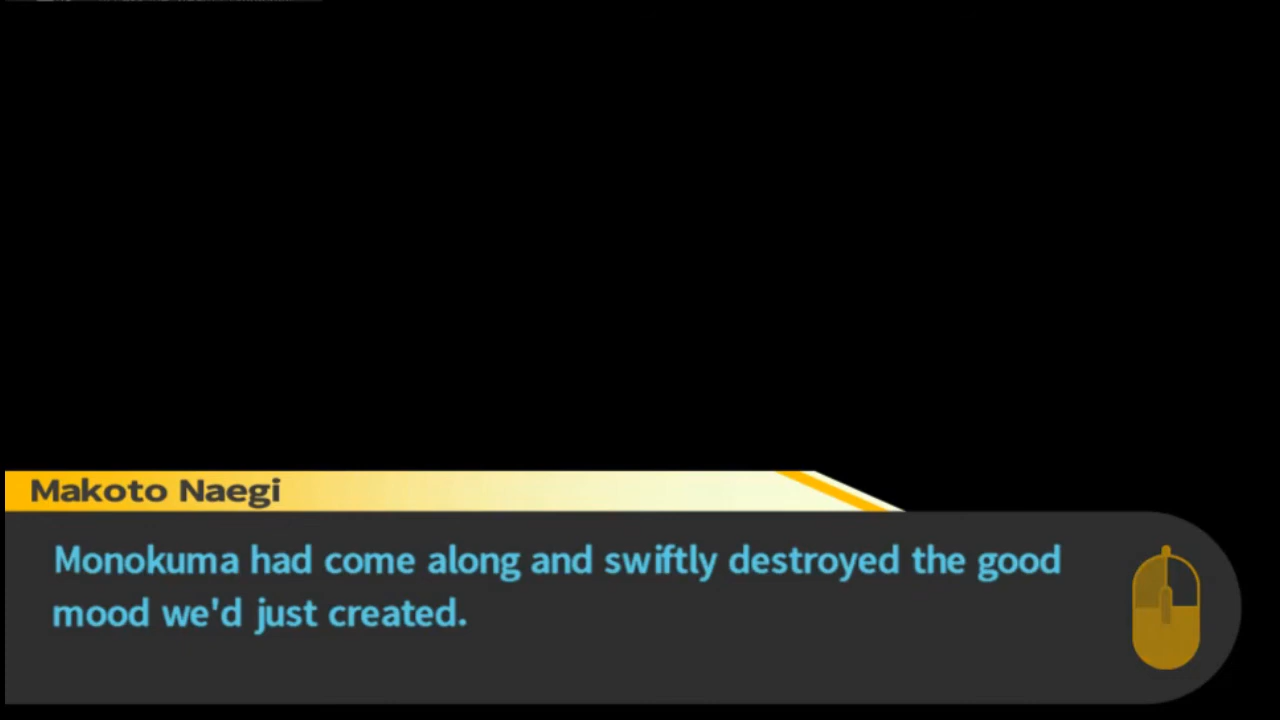 Makoto Naegi
Monokuma had come along and swiftly destroyed the good
mood we'd just created.